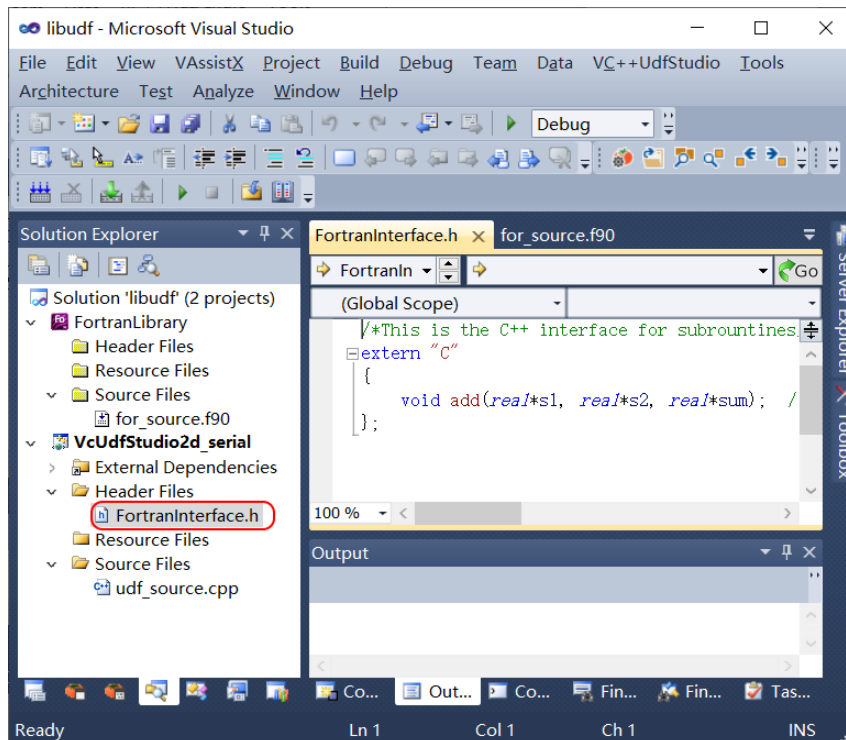 libudf - Microsoft Visual Studio
File Edit View VAssistX Project Build Debug Team Data VC++UdfStudio Tools
Architecture Test Analyze Window Help
Debug
Solution Explorer
Solution 'libudf' (2 projects)
FortranLibrary
Header Files
Resource Files
Source Files
for_source.f90
VcUdfStudio2d_serial
External Dependencies
Header Files
FortranInterface.h
Resource Files
Source Files
udf_source.cpp
FortranInterface.h for_source.f90
FortranIn Go
(Global Scope)
/*This is the C++ interface for subrountines
extern "C"
{
void add(real*s1, real*s2, real*sum); /
};
100 %
Output
Server Explorer
Toolbox
Co... Out... Co... Fin... Fin... Tas...
Ready Ln 1 Col 1 Ch 1 INS